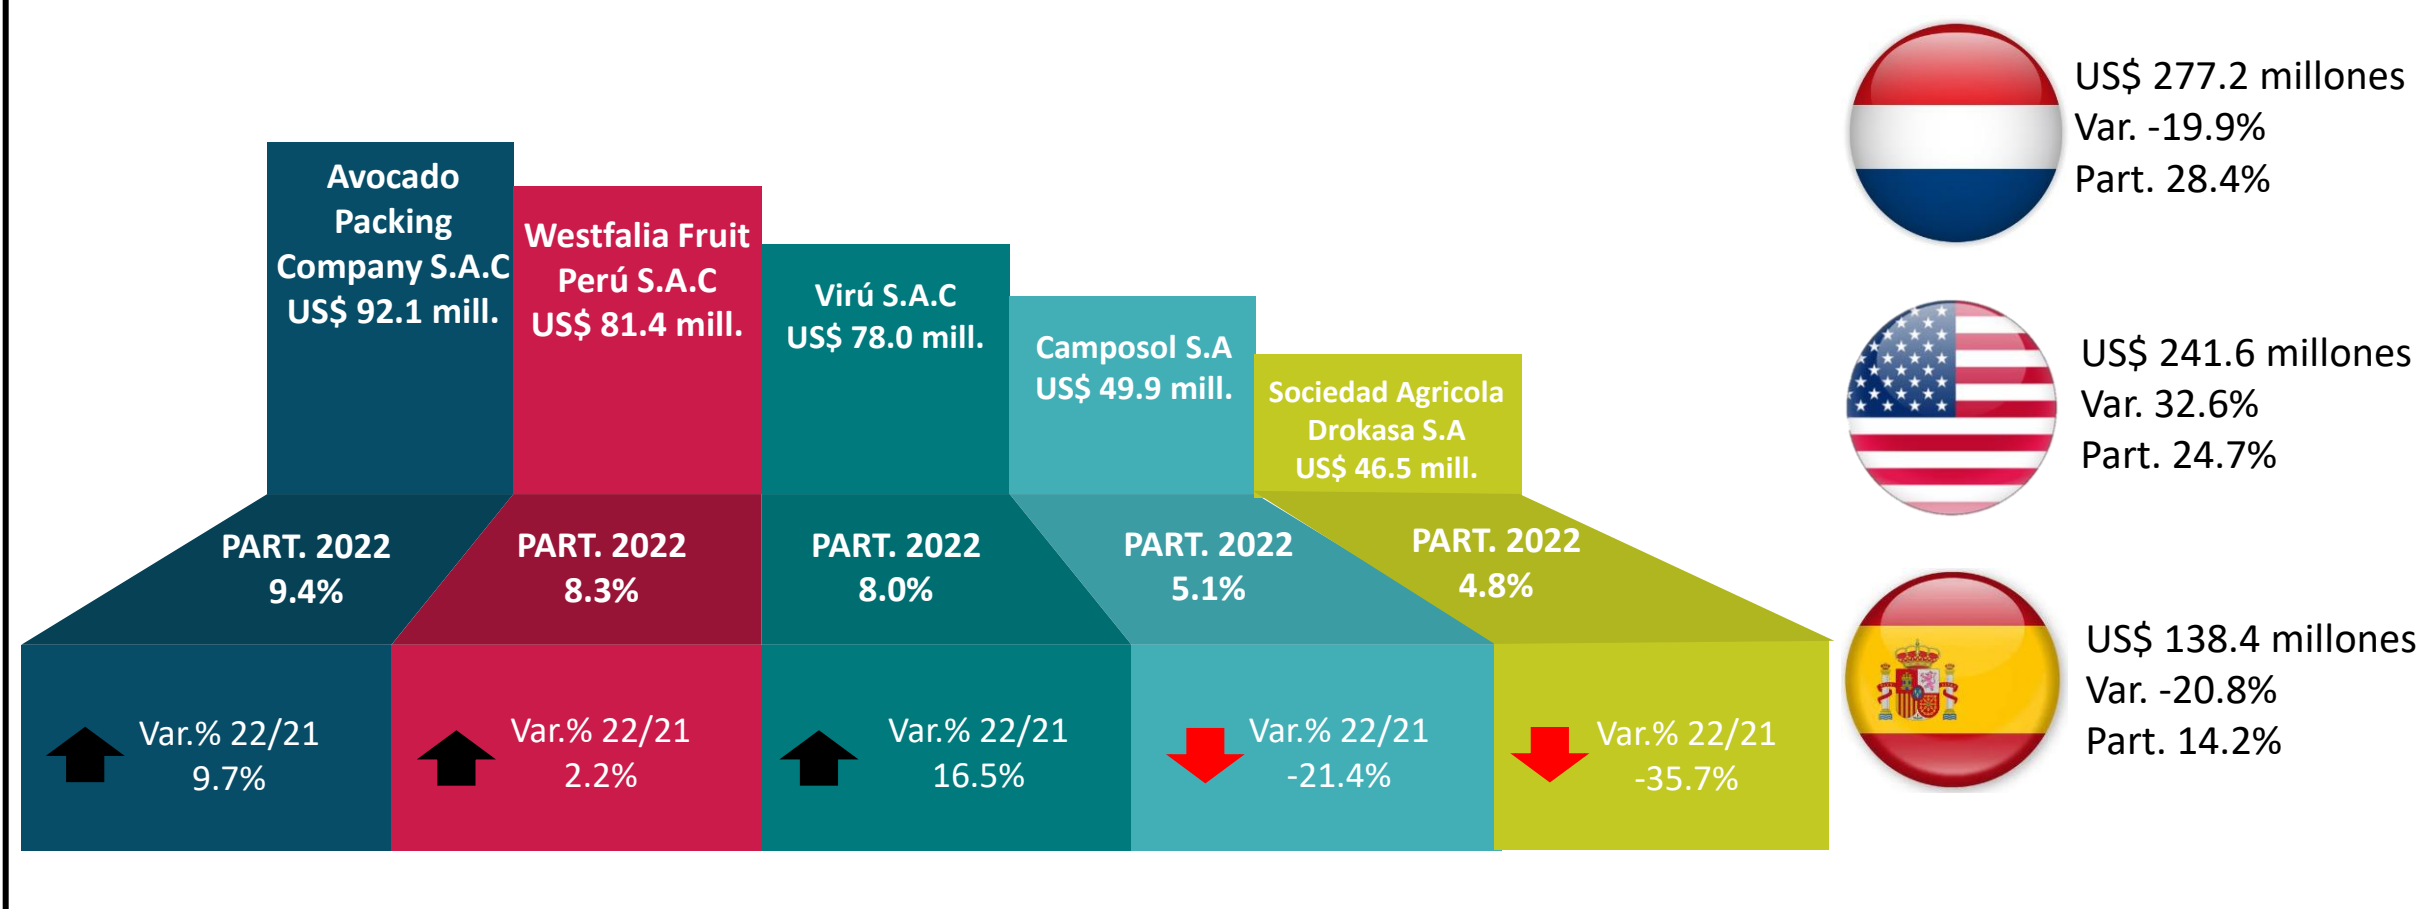 Avocado
Packing
Company S.A.C
US$ 92.1 mill.
Westfalia Fruit
Perú S.A.C
US$ 81.4 mill.
Virú S.A.C
US$ 78.0 mill.
Camposol S.A
US$ 49.9 mill.
Sociedad Agricola
Drokasa S.A
US$ 46.5 mill.
PART. 2022
9.4%
PART. 2022
8.3%
PART. 2022
8.0%
PART. 2022
5.1%
PART. 2022
4.8%
Var.% 22/21
9.7%
Var.% 22/21
2.2%
Var.% 22/21
16.5%
Var.% 22/21
-21.4%
Var.% 22/21
-35.7%
US$ 277.2 millones
Var. -19.9%
Part. 28.4%
US$ 241.6 millones
Var. 32.6%
Part. 24.7%
US$ 138.4 millones
Var. -20.8%
Part. 14.2%